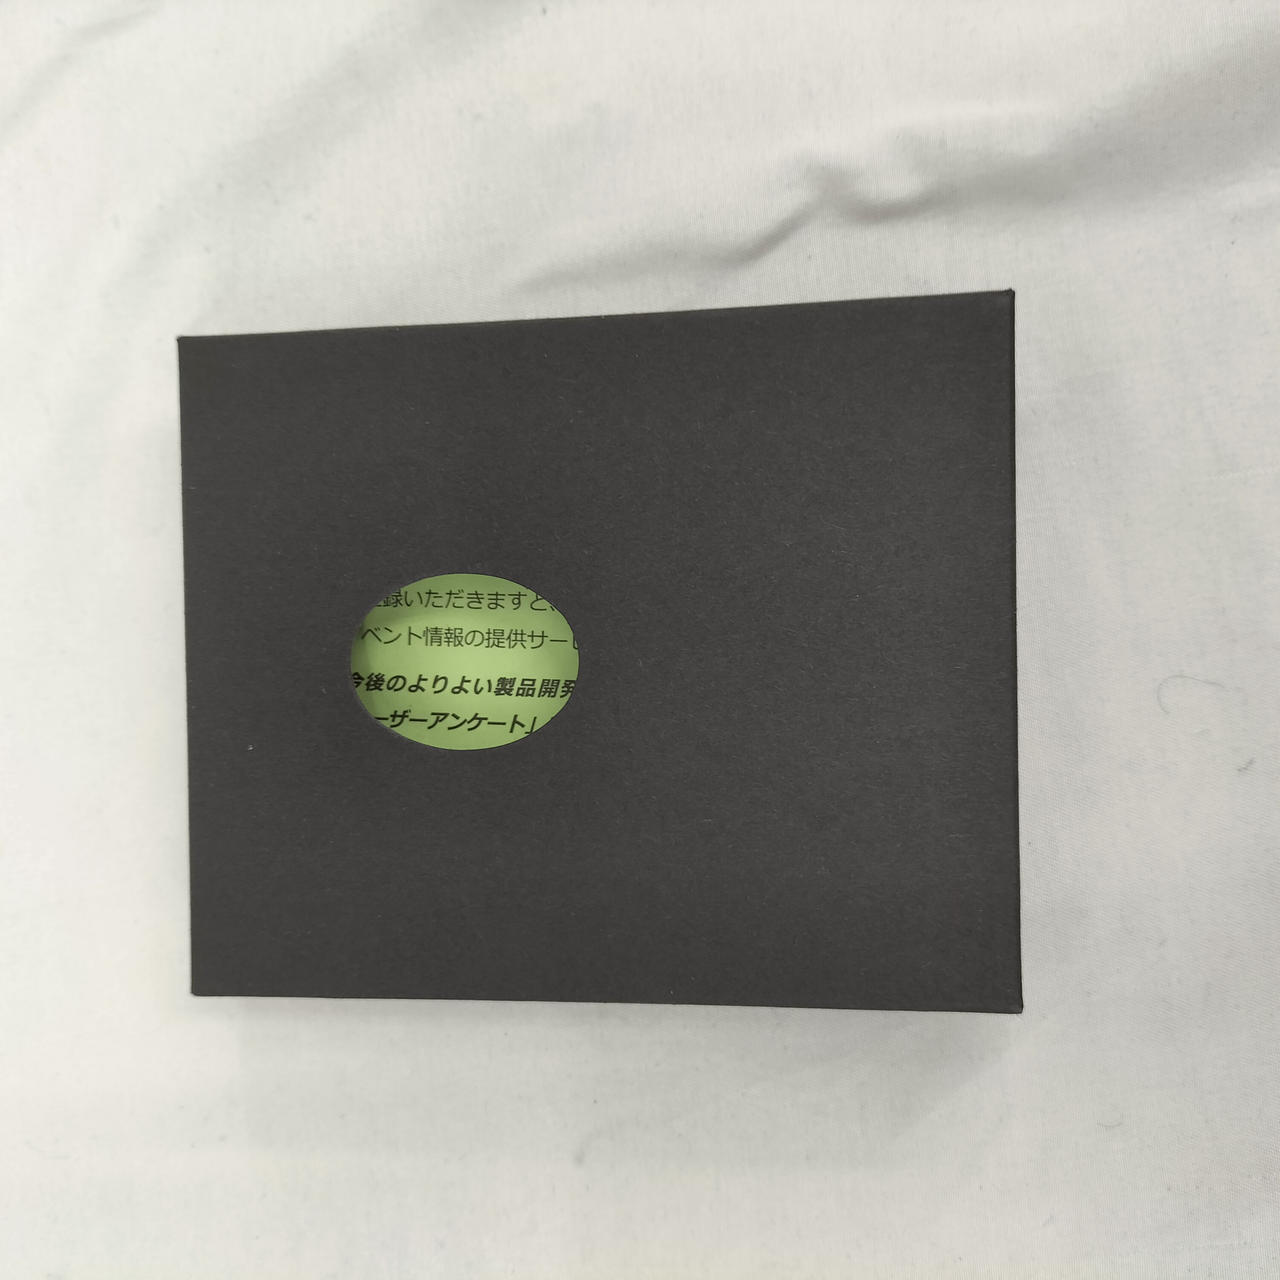 録いただきますと、
ベント情報の提供サー
今後のよりよい製品開発
ーザーアンケート」